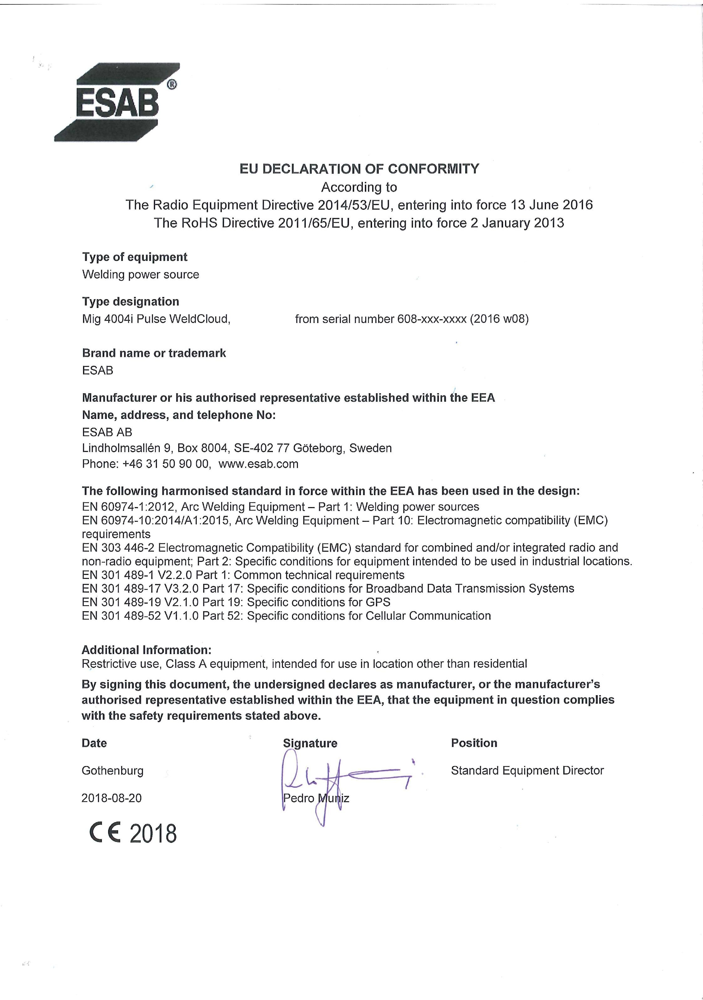 ESAB®
EU DECLARATION OF CONFORMITY
According to
The Radio Equipment Directive 2014/53/EU, entering into force 13 June 2016
The RoHS Directive 2011/65/EU, entering into force 2 January 2013
Type of equipment
Welding power source
Type designation
Mig 4004i Pulse WeldCloud, from serial number 608-xxx-xxxx (2016 w08)
Brand name or trademark
ESAB
Manufacturer or his authorised representative established within the EEA
Name, address, and telephone No:
ESAB AB
Lindholmsallén 9, Box 8004, SE-402 77 Göteborg, Sweden
Phone: +46 31 50 90 00, www.esab.com
The following harmonised standard in force within the EEA has been used in the design:
EN 60974-1:2012, Arc Welding Equipment – Part 1: Welding power sources
EN 60974-10:2014/A1:2015, Arc Welding Equipment – Part 10: Electromagnetic compatibility (EMC)
requirements
EN 303 446-2 Electromagnetic Compatibility (EMC) standard for combined and/or integrated radio and
non-radio equipment; Part 2: Specific conditions for equipment intended to be used in industrial locations.
EN 301 489-1 V2.2.0 Part 1: Common technical requirements
EN 301 489-17 V3.2.0 Part 17: Specific conditions for Broadband Data Transmission Systems
EN 301 489-19 V2.1.0 Part 19: Specific conditions for GPS
EN 301 489-52 V1.1.0 Part 52: Specific conditions for Cellular Communication
Additional Information:
Restrictive use, Class A equipment, intended for use in location other than residential
By signing this document, the undersigned declares as manufacturer, or the manufacturer's
authorised representative established within the EEA, that the equipment in question complies
with the safety requirements stated above.
Date Signature Position
Gothenburg Standard Equipment Director
2018-08-20 Pedro Muniz
CE 2018